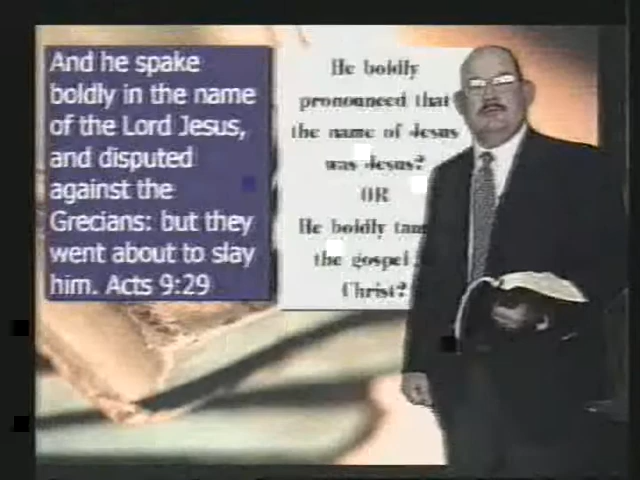 And he spake
boldly in the name
of the Lord Jesus,
and disputed
against the
Grecians: but they
went about to slay
him. Acts 9:29
He boldly
pronounced that
the name of Jesus
was Jesus?
OR
He boldly
the gospel
Christ?